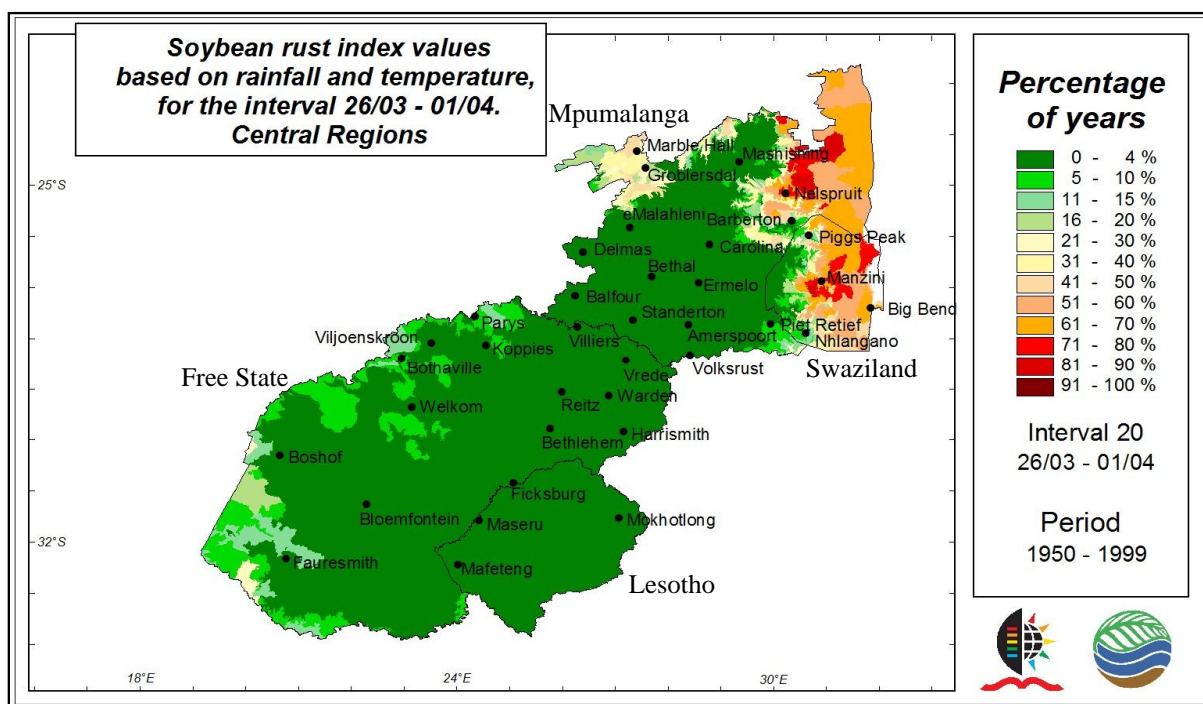 Soybean rust index values
based on rainfall and temperature,
for the interval 26/03 - 01/04.
Central Regions
Mpumalanga
Marble Hall
Groblersdal
Mashishing
Nelspruit
eMalahleni
Barberton
Piggs Peak
Delmas
Carolina
Bethal
Ermelo
Manzini
Balfour
Big Bend
Standerton
Parys
Amerspoort
Piet Retief
Villiers
Nhlangano
Viljoenskroon
Koppies
Bothaville
Volksrust
Swaziland
Vrede
Free State
Welkom
Reitz
Warden
Bethlehem
Harrismith
Boshof
Ficksburg
Bloemfontein
Maseru
Mokhotlong
Fauresmith
Mafeteng
Lesotho
25°S
32°S
18°E
24°E
30°E
Percentage
of years
0 - 4 %
5 - 10 %
11 - 15 %
16 - 20 %
21 - 30 %
31 - 40 %
41 - 50 %
51 - 60 %
61 - 70 %
71 - 80 %
81 - 90 %
91 - 100 %
Interval 20
26/03 - 01/04
Period
1950 - 1999